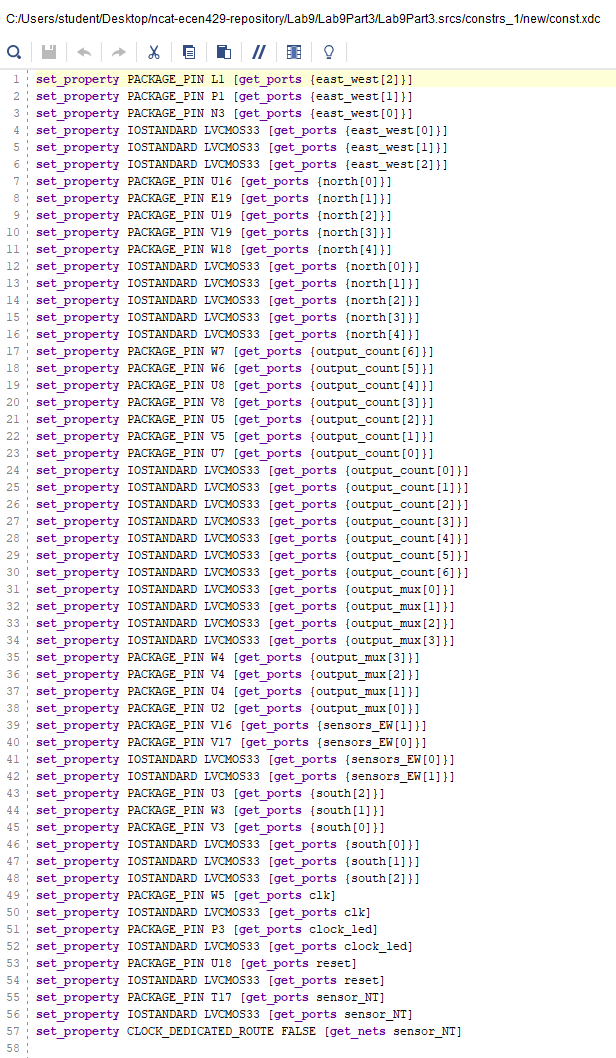 C:/Users/student/Desktop/ncat-ecen429-repository/Lab9/Lab9Part3/Lab9Part3.srcs/constrs_1/new/const.xdc
1 set_property PACKAGE_PIN L1 [get_ports {east_west[2]}]
2 set_property PACKAGE_PIN P1 [get_ports {east_west[1]}]
3 set_property PACKAGE_PIN N3 [get_ports {east_west[0]}]
4 set_property IOSTANDARD LVCMOS33 [get_ports {east_west[0]}]
5 set_property IOSTANDARD LVCMOS33 [get_ports {east_west[1]}]
6 set_property IOSTANDARD LVCMOS33 [get_ports {east_west[2]}]
7 set_property PACKAGE_PIN U16 [get_ports {north[0]}]
8 set_property PACKAGE_PIN E19 [get_ports {north[1]}]
9 set_property PACKAGE_PIN U19 [get_ports {north[2]}]
10 set_property PACKAGE_PIN V19 [get_ports {north[3]}]
11 set_property PACKAGE_PIN W18 [get_ports {north[4]}]
12 set_property IOSTANDARD LVCMOS33 [get_ports {north[0]}]
13 set_property IOSTANDARD LVCMOS33 [get_ports {north[1]}]
14 set_property IOSTANDARD LVCMOS33 [get_ports {north[2]}]
15 set_property IOSTANDARD LVCMOS33 [get_ports {north[3]}]
16 set_property IOSTANDARD LVCMOS33 [get_ports {north[4]}]
17 set_property PACKAGE_PIN W7 [get_ports {output_count[6]}]
18 set_property PACKAGE_PIN W6 [get_ports {output_count[5]}]
19 set_property PACKAGE_PIN U8 [get_ports {output_count[4]}]
20 set_property PACKAGE_PIN V8 [get_ports {output_count[3]}]
21 set_property PACKAGE_PIN U5 [get_ports {output_count[2]}]
22 set_property PACKAGE_PIN V5 [get_ports {output_count[1]}]
23 set_property PACKAGE_PIN U7 [get_ports {output_count[0]}]
24 set_property IOSTANDARD LVCMOS33 [get_ports {output_count[0]}]
25 set_property IOSTANDARD LVCMOS33 [get_ports {output_count[1]}]
26 set_property IOSTANDARD LVCMOS33 [get_ports {output_count[2]}]
27 set_property IOSTANDARD LVCMOS33 [get_ports {output_count[3]}]
28 set_property IOSTANDARD LVCMOS33 [get_ports {output_count[4]}]
29 set_property IOSTANDARD LVCMOS33 [get_ports {output_count[5]}]
30 set_property IOSTANDARD LVCMOS33 [get_ports {output_count[6]}]
31 set_property IOSTANDARD LVCMOS33 [get_ports {output_mux[0]}]
32 set_property IOSTANDARD LVCMOS33 [get_ports {output_mux[1]}]
33 set_property IOSTANDARD LVCMOS33 [get_ports {output_mux[2]}]
34 set_property IOSTANDARD LVCMOS33 [get_ports {output_mux[3]}]
35 set_property PACKAGE_PIN W4 [get_ports {output_mux[3]}]
36 set_property PACKAGE_PIN V4 [get_ports {output_mux[2]}]
37 set_property PACKAGE_PIN U4 [get_ports {output_mux[1]}]
38 set_property PACKAGE_PIN U2 [get_ports {output_mux[0]}]
39 set_property PACKAGE_PIN V16 [get_ports {sensors_EW[1]}]
40 set_property PACKAGE_PIN V17 [get_ports {sensors_EW[0]}]
41 set_property IOSTANDARD LVCMOS33 [get_ports {sensors_EW[0]}]
42 set_property IOSTANDARD LVCMOS33 [get_ports {sensors_EW[1]}]
43 set_property PACKAGE_PIN U3 [get_ports {south[2]}]
44 set_property PACKAGE_PIN W3 [get_ports {south[1]}]
45 set_property PACKAGE_PIN V3 [get_ports {south[0]}]
46 set_property IOSTANDARD LVCMOS33 [get_ports {south[0]}]
47 set_property IOSTANDARD LVCMOS33 [get_ports {south[1]}]
48 set_property IOSTANDARD LVCMOS33 [get_ports {south[2]}]
49 set_property PACKAGE_PIN W5 [get_ports clk]
50 set_property IOSTANDARD LVCMOS33 [get_ports clk]
51 set_property PACKAGE_PIN P3 [get_ports clock_led]
52 set_property IOSTANDARD LVCMOS33 [get_ports clock_led]
53 set_property PACKAGE_PIN U18 [get_ports reset]
54 set_property IOSTANDARD LVCMOS33 [get_ports reset]
55 set_property PACKAGE_PIN T17 [get_ports sensor_NT]
56 set_property IOSTANDARD LVCMOS33 [get_ports sensor_NT]
57 set_property CLOCK_DEDICATED_ROUTE FALSE [get_nets sensor_NT]
58